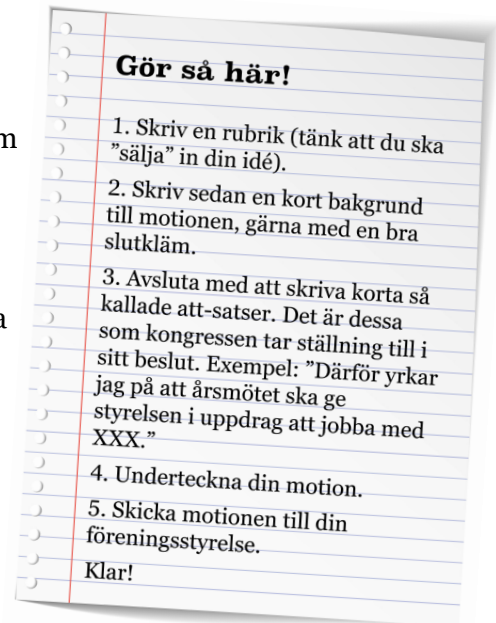 Gör så här!
1. Skriv en rubrik (tänk att du ska
”sälja” in din idé).
2. Skriv sedan en kort bakgrund
till motionen, gärna med en bra
slutkläm.
3. Avsluta med att skriva korta så
kallade att-satser. Det är dessa
som kongressen tar ställning till i
sitt beslut. Exempel: ”Därför yrkar
jag på att årsmötet ska ge
styrelsen i uppdrag att jobba med
XXX.”
4. Underteckna din motion.
5. Skicka motionen till din
föreningsstyrelse.
Klar!